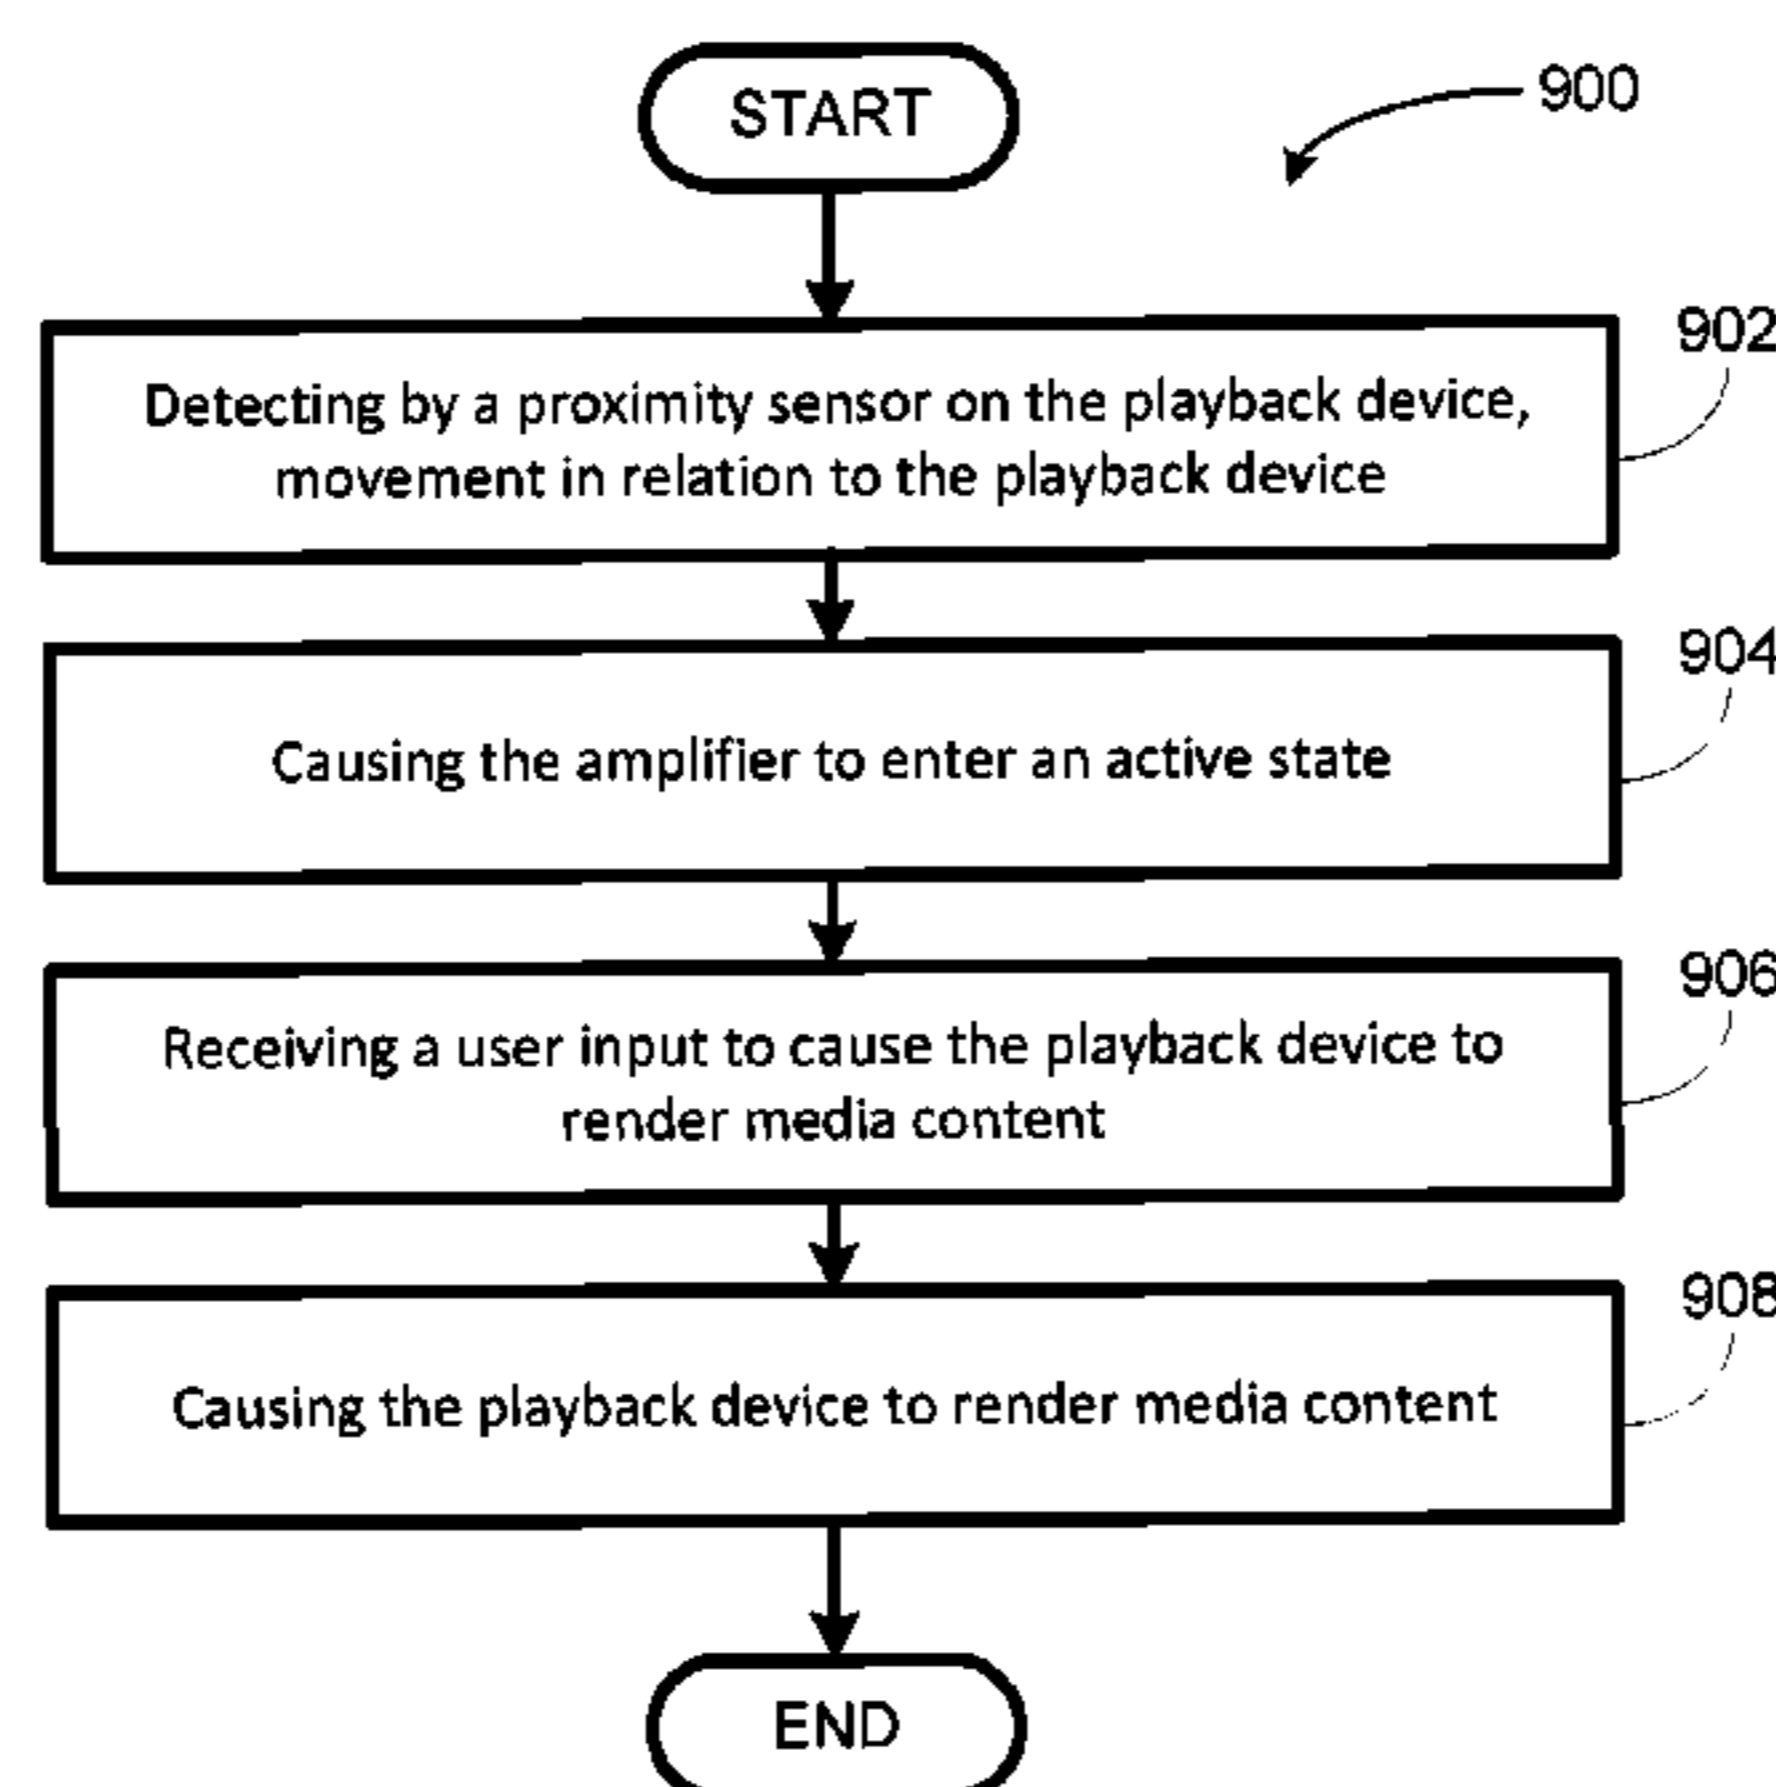 START
900
902
Detecting by a proximity sensor on the playback device,
movement in relation to the playback device
904
Causing the amplifier to enter an active state
906
Receiving a user input to cause the playback device to
render media content
908
Causing the playback device to render media content
END